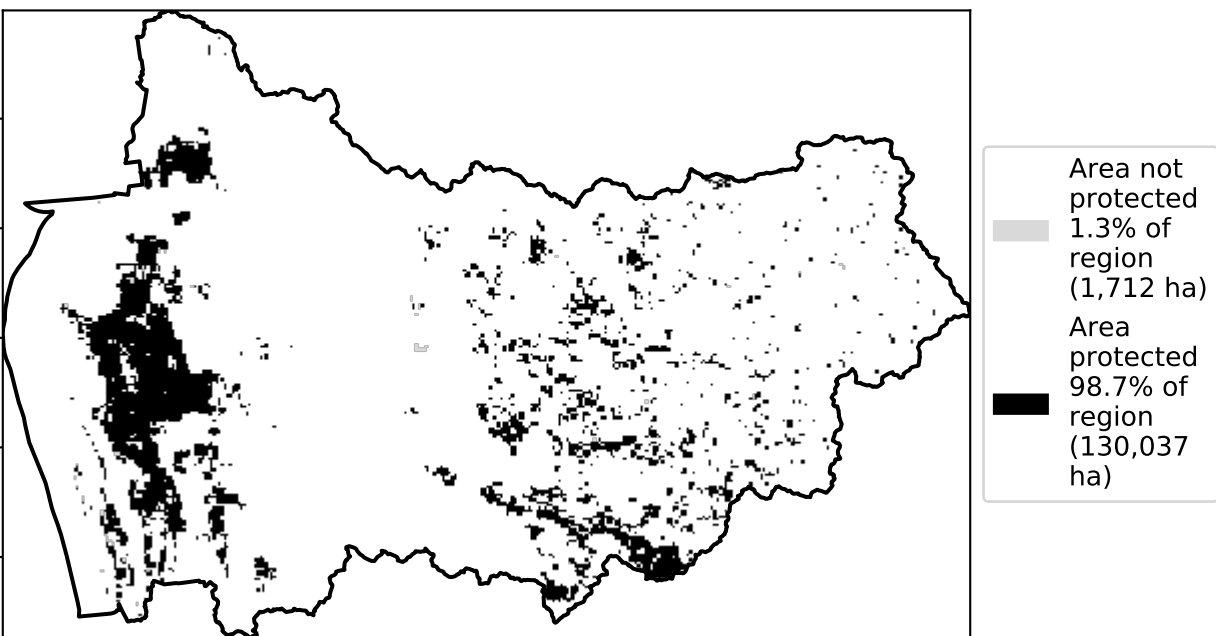 Area not
protected
1.3% of
region
(1,712 ha)
Area
protected
98.7% of
region
(130,037
ha)